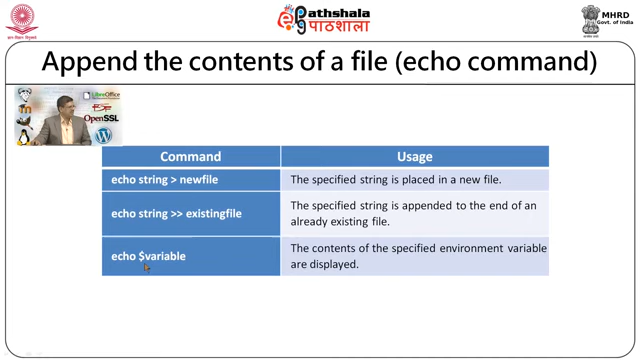 Pathshala
पाठशाला
MHRD
Govt. of India
Append the contents of a file (echo command)
LibreOffice
OpenSSL
Command
Usage
echo string > newfile
The specified string is placed in a new file.
echo string >> existingfile
The specified string is appended to the end of an
already existing file.
echo $variable
The contents of the specified environment variable
are displayed.